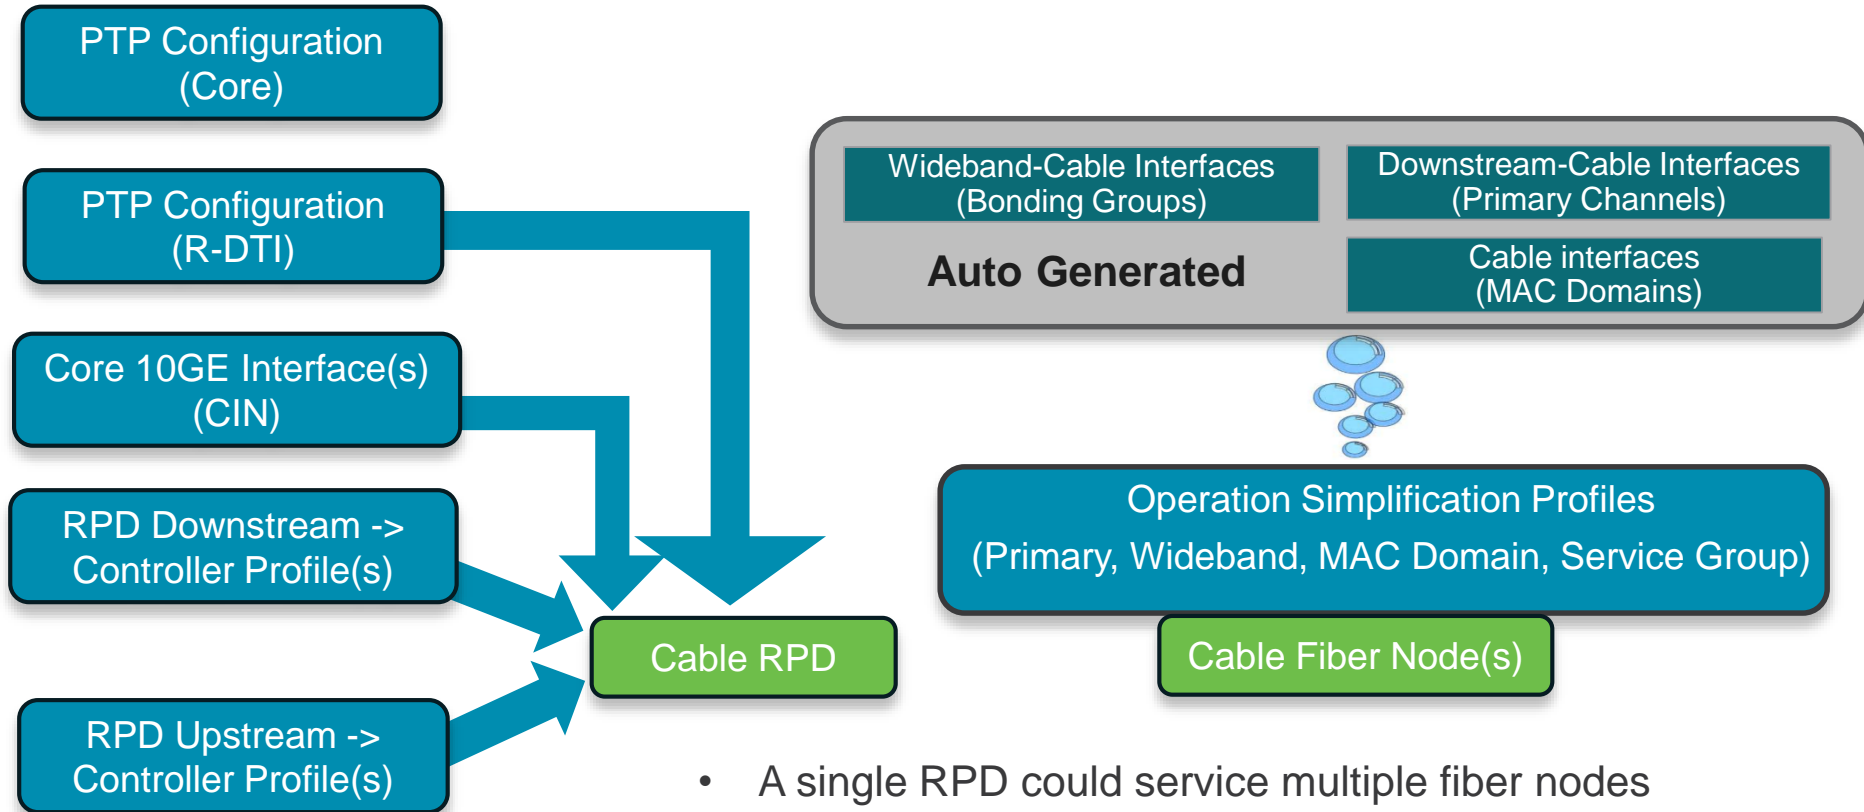 PTP Configuration
(Core)
PTP Configuration
(R-DTI)
Core 10GE Interface(s)
(CIN)
RPD Downstream ->
Controller Profile(s)
RPD Upstream ->
Controller Profile(s)
Cable RPD
Wideband-Cable Interfaces
(Bonding Groups)
Downstream-Cable Interfaces
(Primary Channels)
Auto Generated
Cable interfaces
(MAC Domains)
Operation Simplification Profiles
(Primary, Wideband, MAC Domain, Service Group)
Cable Fiber Node(s)
• A single RPD could service multiple fiber nodes